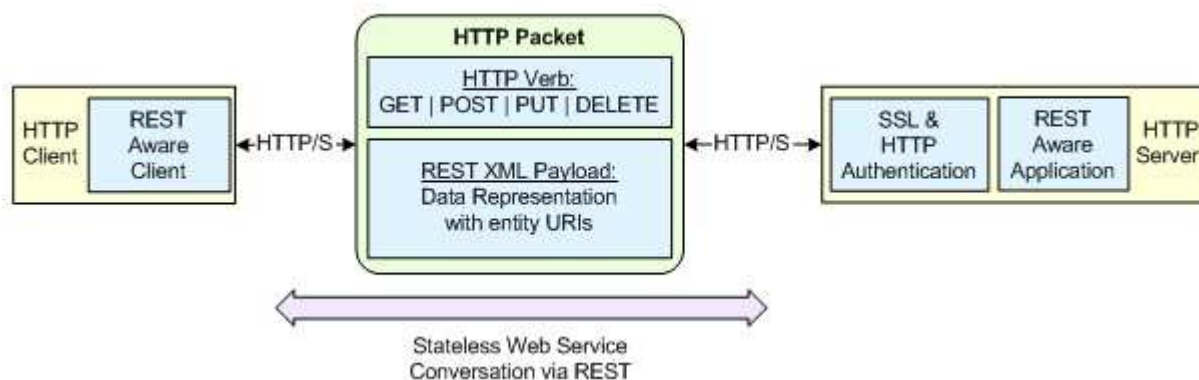 HTTP Packet
HTTP Verb:
GET | POST | PUT | DELETE
HTTP
Client
REST
Aware
Client
HTTP/S
REST XML Payload:
Data Representation
with entity URIs
HTTP/S
SSL &
HTTP
Authentication
REST
Aware
Application
HTTP
Server
Stateless Web Service
Conversation via REST